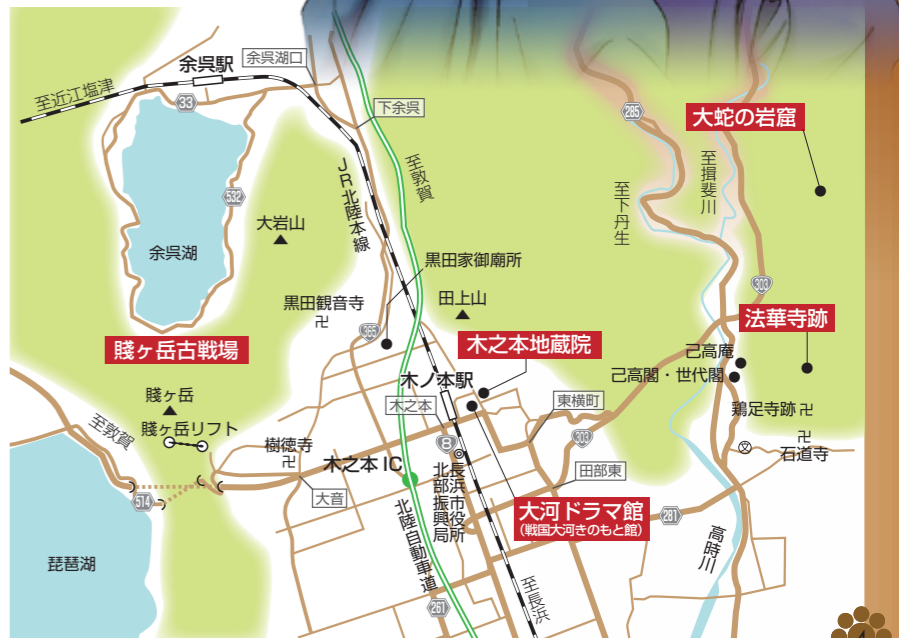 余呉駅
余呉湖口
至近江塩津
33
下余呉
285
大蛇の岩窟
至揖斐川
至敦賀
JR北陸本線
532
至下丹生
大岩山
余呉湖
黒田家御廟所
303
黒田観音寺
卍
田上山
法華寺跡
365
木之本地蔵院
賤ヶ岳古戦場
己高庵
己高閣・世代閣
木ノ本駅
木之本
東横町
賤ヶ岳
鶏足寺跡卍
至敦賀
賤ヶ岳リフト
8
303
卍
石道寺
樹徳寺
卍
木之本IC
長浜市役所
北部振興局
田部東
大音
514
大河ドラマ館
(戦国大河きのもと館)
281
北陸自動車道
高時川
琵琶湖
至長浜
261